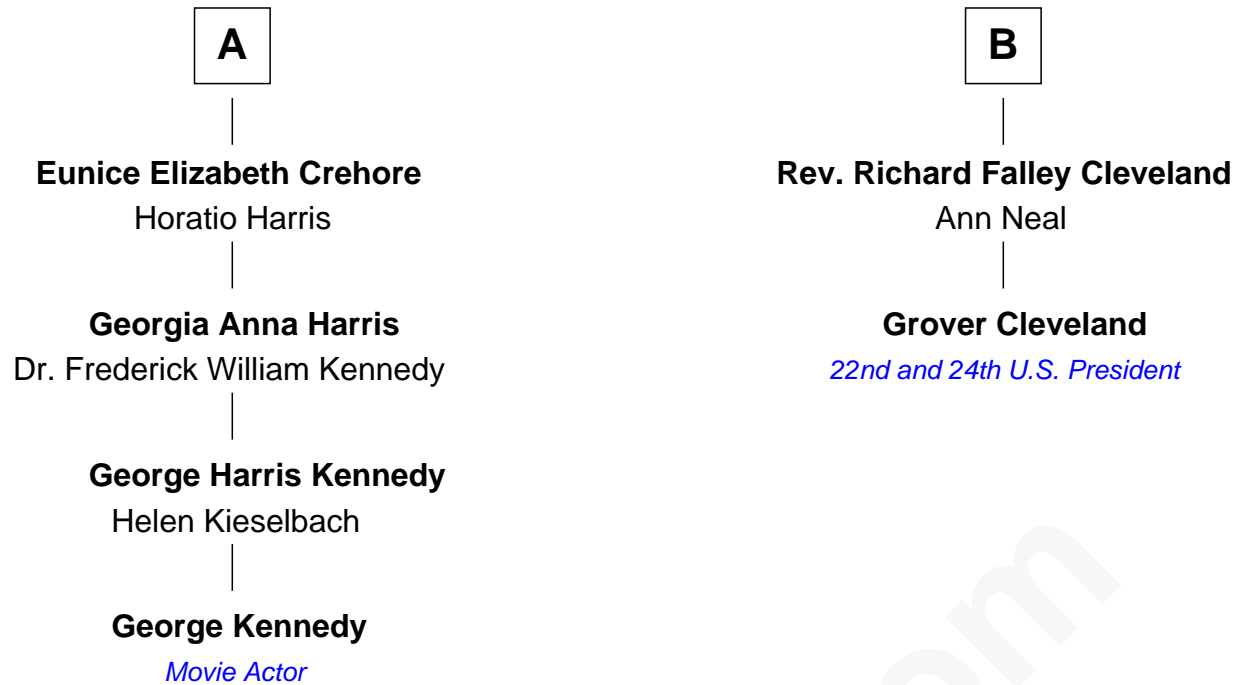 A
B
Eunice Elizabeth Crehore
Horatio Harris
Rev. Richard Falley Cleveland
Ann Neal
Georgia Anna Harris
Dr. Frederick William Kennedy
Grover Cleveland
22nd and 24th U.S. President
George Harris Kennedy
Helen Kieselbach
George Kennedy
Movie Actor
om